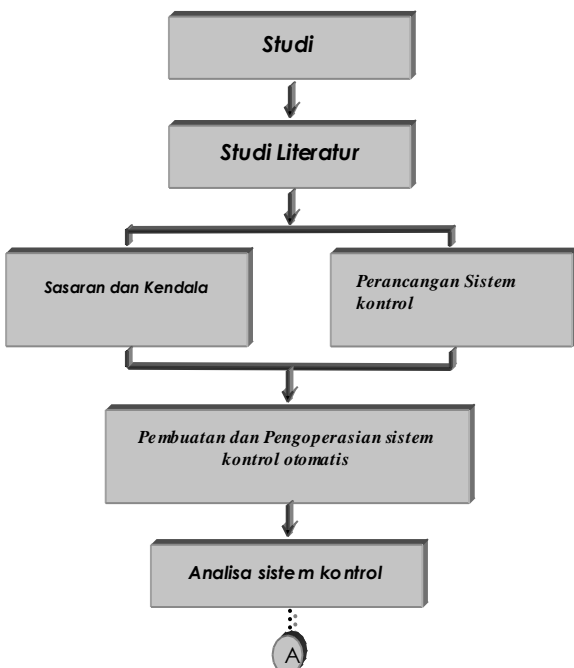 Studi
Studi Literatur
Sasaran dan Kendala
Perancangan Sistem
kontrol
Pembuatan dan Pengoperasian sistem
kontrol otomatis
Analisa sistem kontrol
A